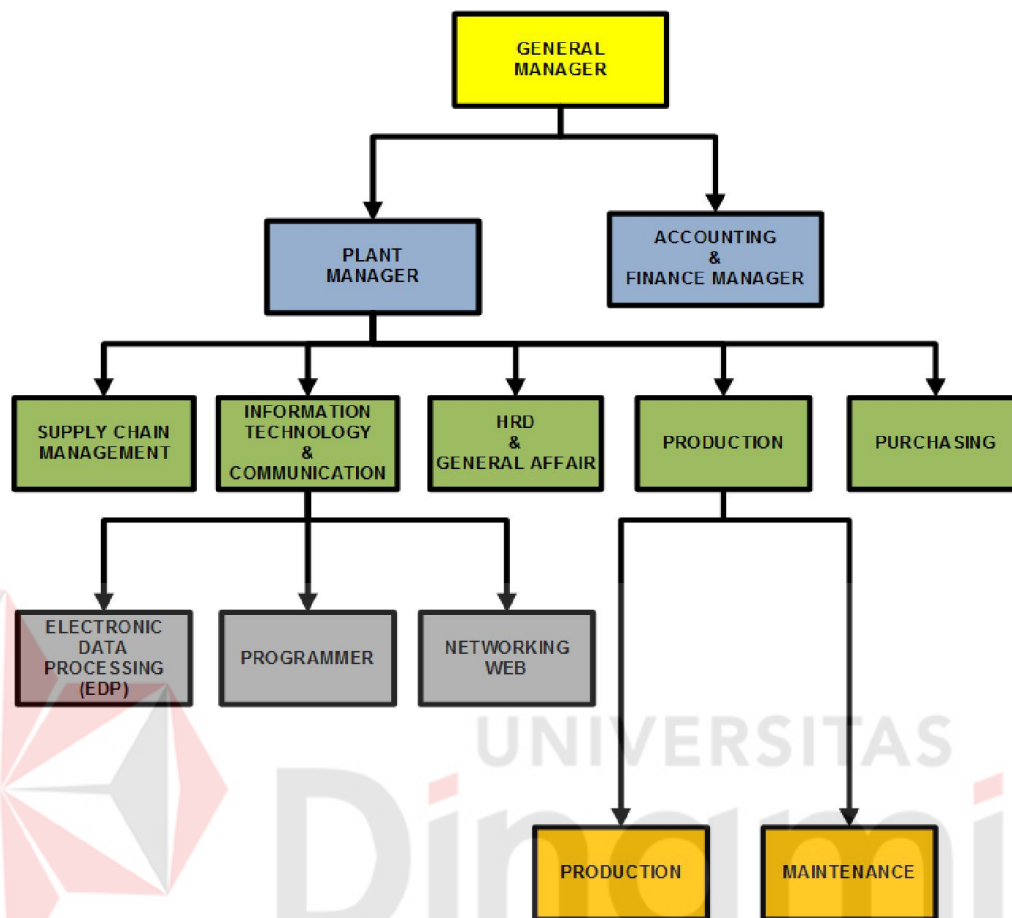 GENERAL
MANAGER
PLANT
MANAGER
ACCOUNTING
&
FINANCE MANAGER
SUPPLY CHAIN
MANAGEMENT
INFORMATION
TECHNOLOGY
&
COMMUNICATION
HRD
&
GENERAL AFFAIR
PRODUCTION
PURCHASING
ELECTRONIC
DATA
PROCESSING
(EDP)
PROGRAMMER
NETWORKING
WEB
UNIVERSITAS
Dinami
PRODUCTION
MAINTENANCE